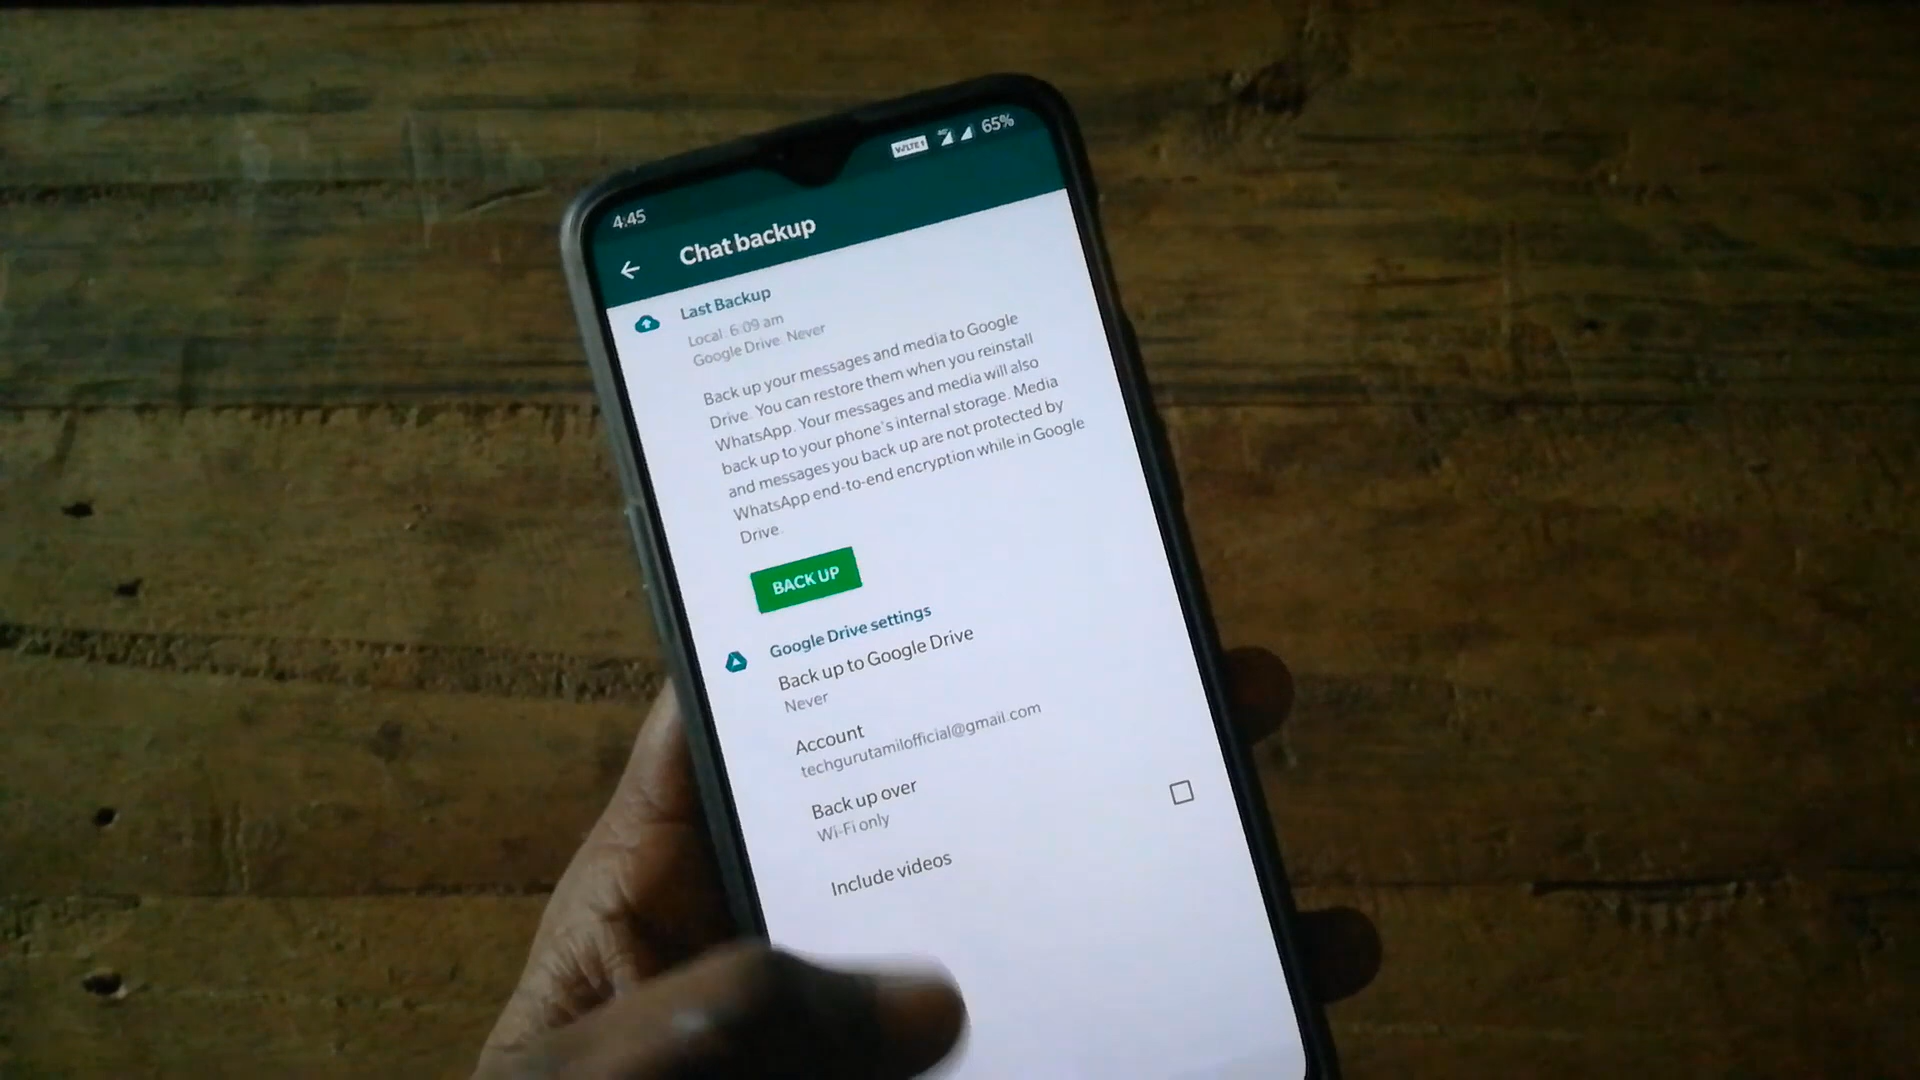 4:45
VoLTE 4G 65%
Chat backup
Last Backup
Local: 6:09 am
Google Drive: Never
Back up your messages and media to Google
Drive. You can restore them when you reinstall
WhatsApp. Your messages and media will also
back up to your phone's internal storage. Media
and messages you back up are not protected by
WhatsApp end-to-end encryption while in Google
Drive.
BACK UP
Google Drive settings
Back up to Google Drive
Never
Account
techgurutamilofficial@gmail.com
Back up over
Wi-Fi only
Include videos